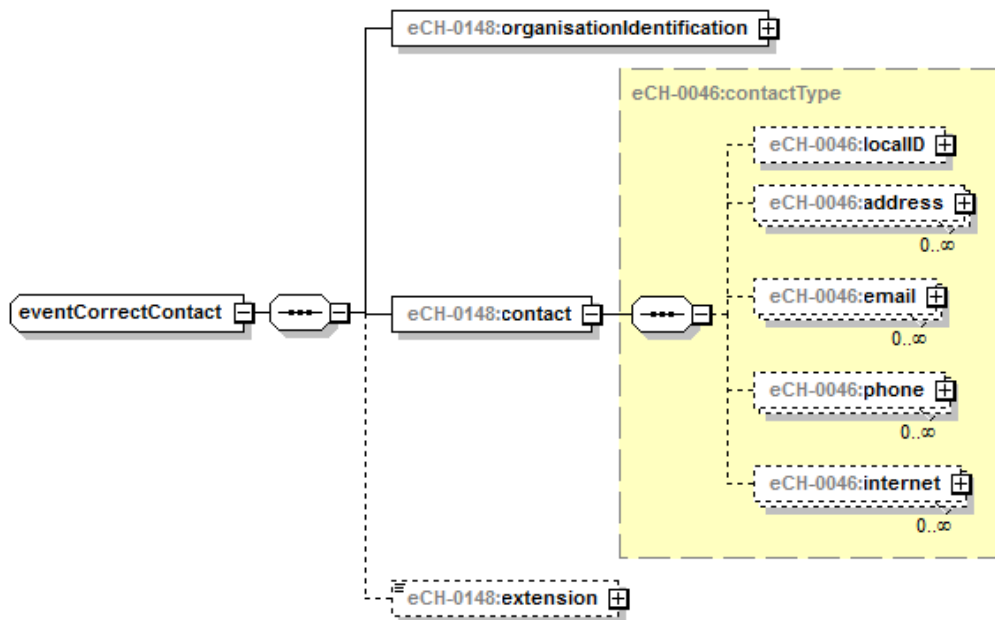 eCH-0148:organisationIdentification
eCH-0046:contactType
eCH-0046:localID
eCH-0046:address
0..∞
eventCorrectContact
eCH-0148:contact
eCH-0046:email
0..∞
eCH-0046:phone
0..∞
eCH-0046:internet
0..∞
eCH-0148:extension